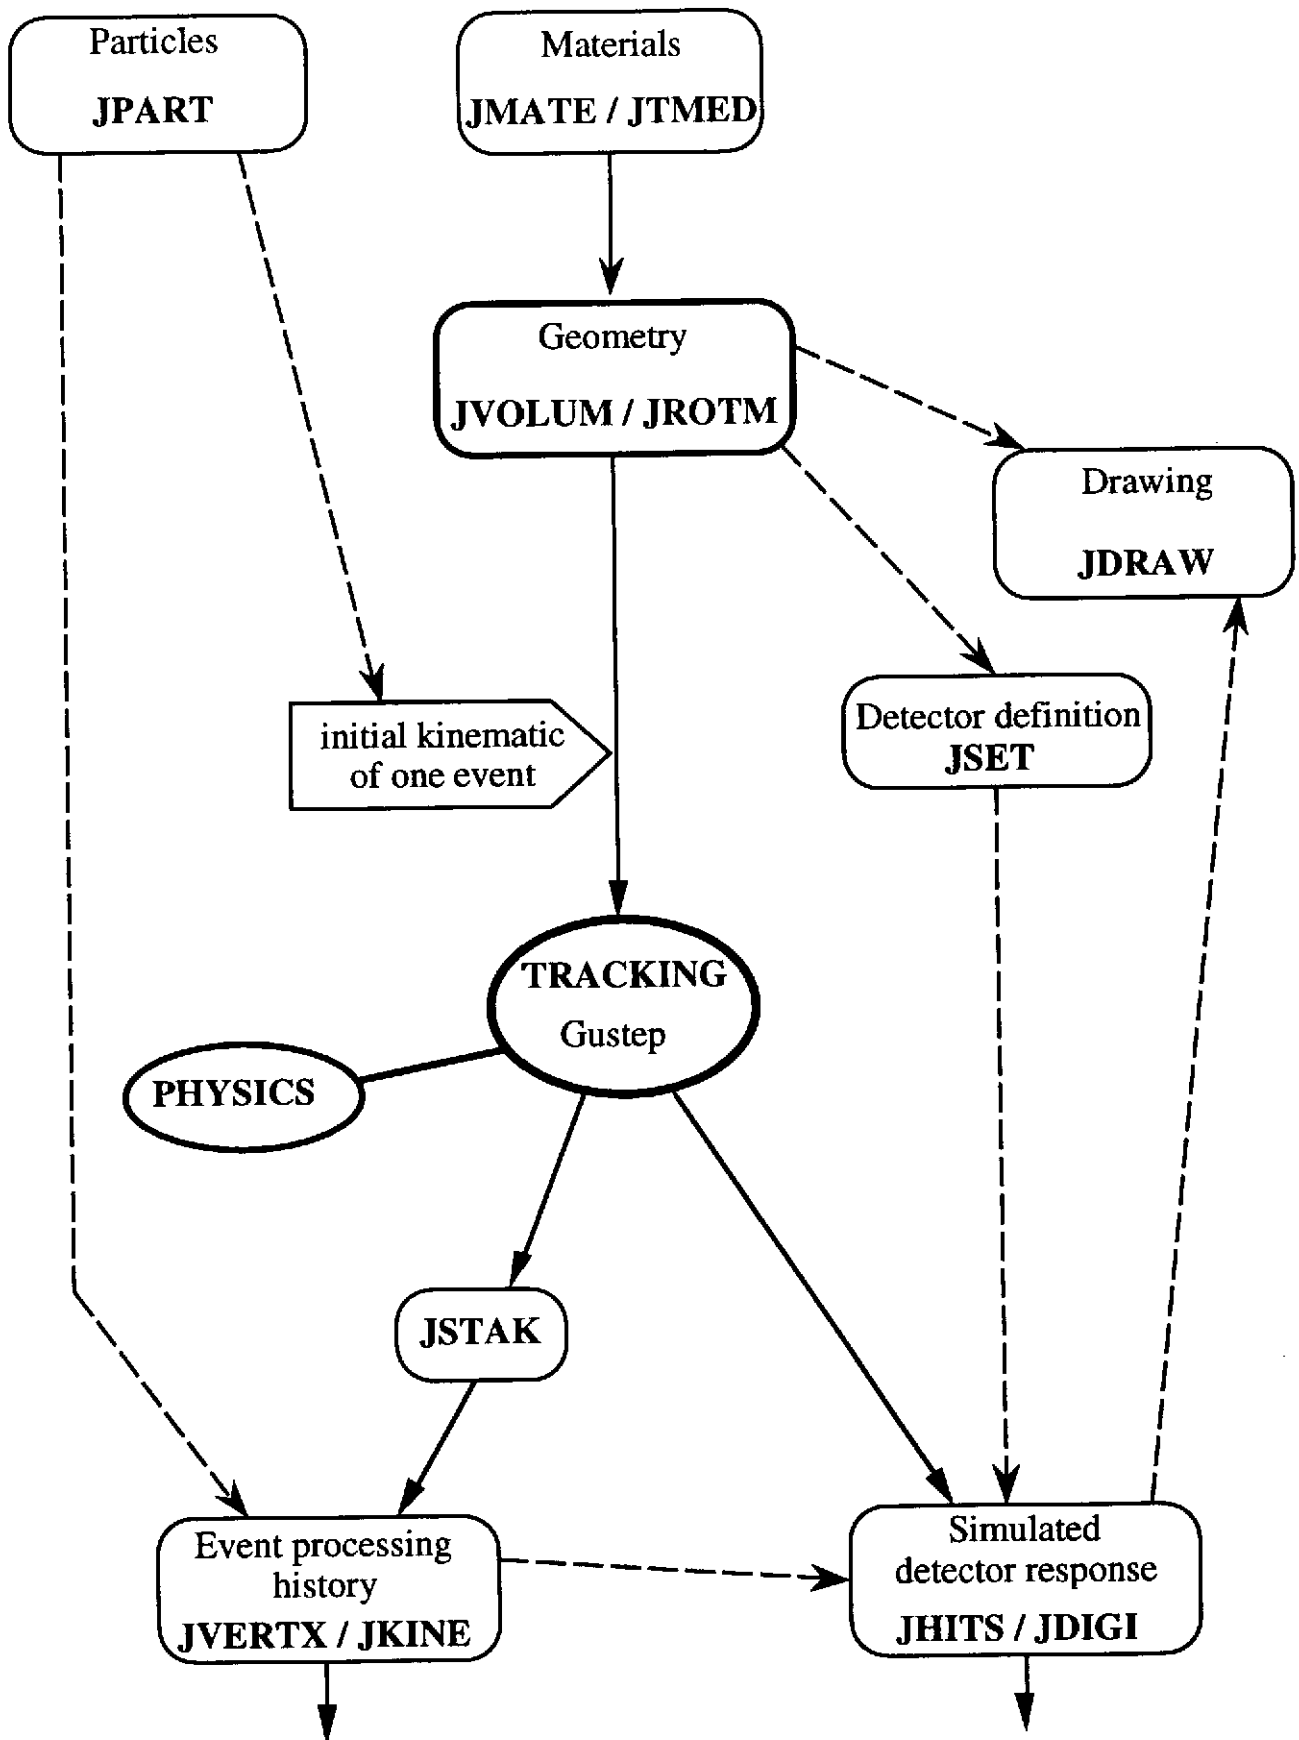 Particles
JPART
Materials
JMATE / JTMED
Geometry
JVOLUM / JROTM
Drawing
JDRAW
Detector definition
JSET
initial kinematic
of one event
TRACKING
Gustep
PHYSICS
JSTAK
Event processing
history
JVERTX / JKINE
Simulated
detector response
JHITS / JDIGI